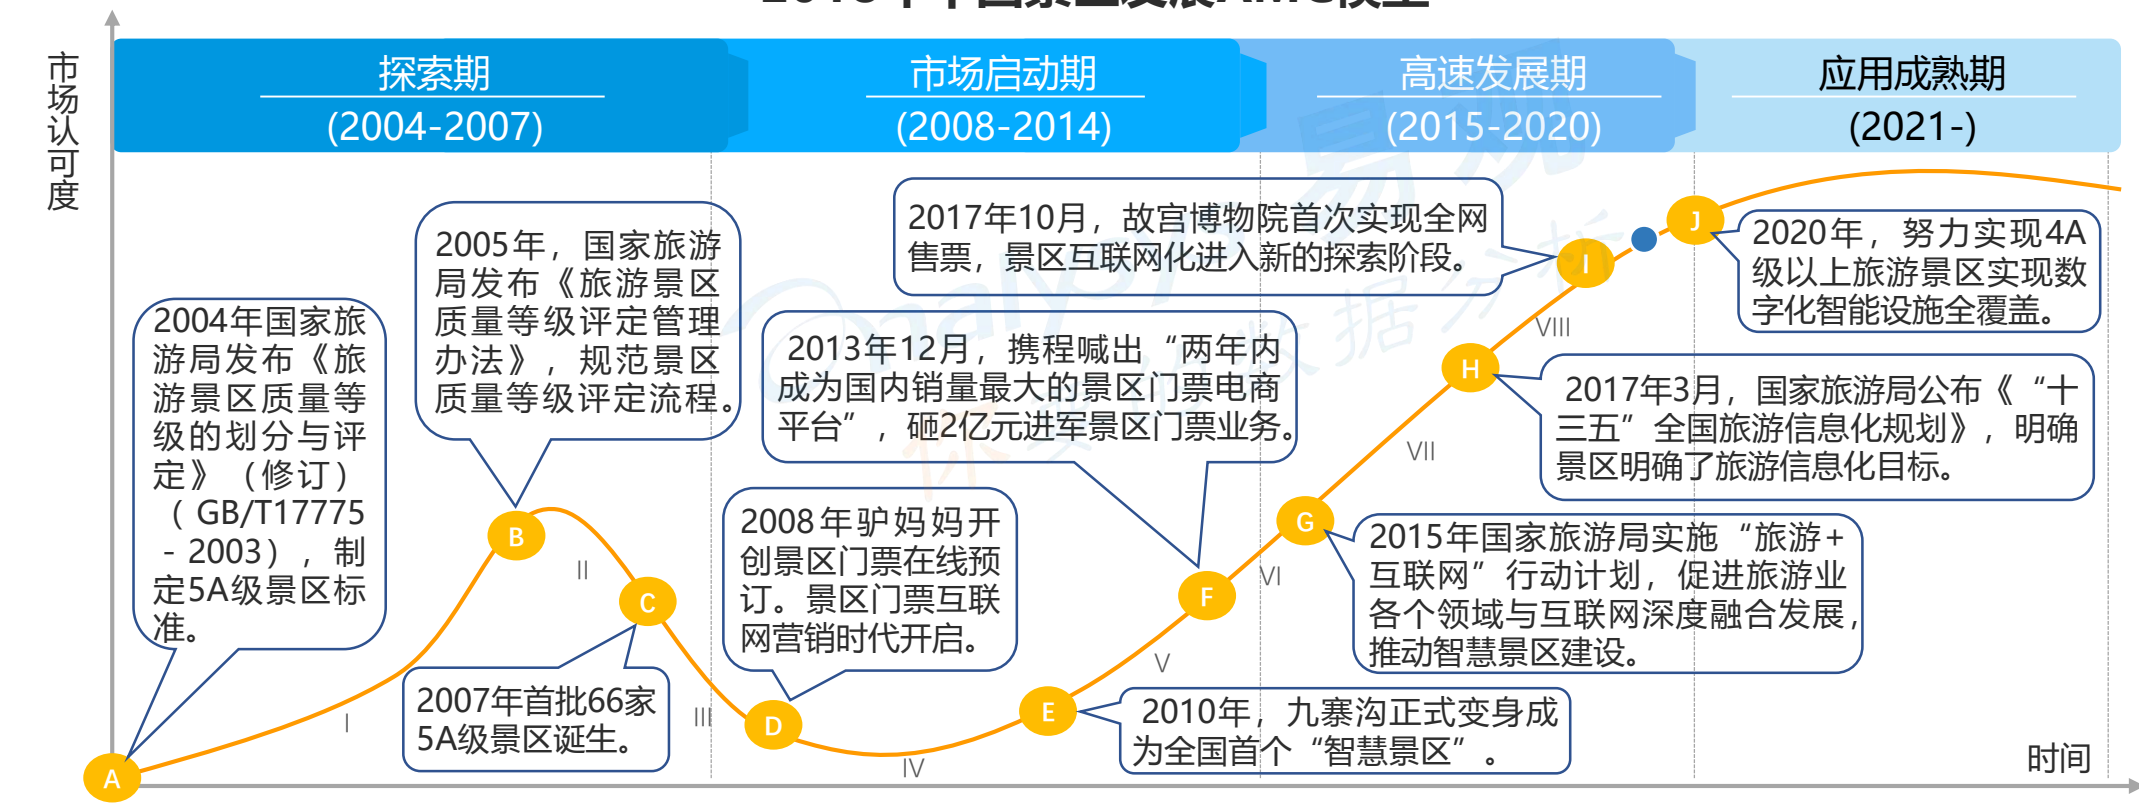 市场认可度
探索期
(2004-2007)
市场启动期
(2008-2014)
高速发展期
(2015-2020)
应用成熟期
(2021-)
2004年国家旅
游局发布《旅
游景区质量等
级的划分与评
定》（修订）
（GB/T17775
- 2003），制
定5A级景区标
准。
2005年，国家旅游
局发布《旅游景区
质量等级评定管理
办法》，规范景区
质量等级评定流程。
2007年首批66家
5A级景区诞生。
2008年驴妈妈开
创景区门票在线预
订。景区门票互联
网营销时代开启。
2010年，九寨沟正式变身成
为全国首个“智慧景区”。
2013年12月，携程喊出“两年内
成为国内销量最大的景区门票电商
平台”，砸2亿元进军景区门票业务。
2015年国家旅游局实施“旅游+
互联网”行动计划，促进旅游业
各个领域与互联网深度融合发展，
推动智慧景区建设。
2017年3月，国家旅游局公布《“十
三五”全国旅游信息化规划》，明确
景区明确了旅游信息化目标。
2017年10月，故宫博物院首次实现全网
售票，景区互联网化进入新的探索阶段。
2020年，努力实现4A
级以上旅游景区实现数
字化智能设施全覆盖。
A
B
C
D
E
F
G
H
I
J
I
II
III
IV
V
VI
VII
VIII
时间
nalysys 易观
你要的数据分析